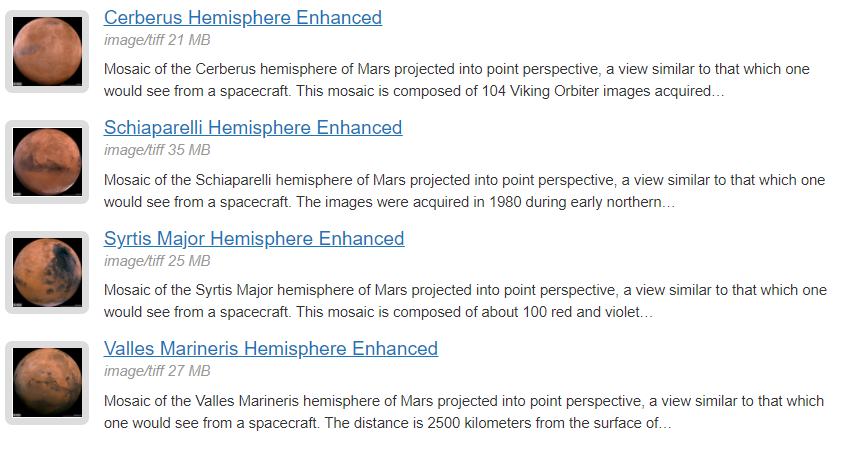 Cerberus Hemisphere Enhanced
image/tiff 21 MB
Mosaic of the Cerberus hemisphere of Mars projected into point perspective, a view similar to that which one
would see from a spacecraft. This mosaic is composed of 104 Viking Orbiter images acquired…
Schiaparelli Hemisphere Enhanced
image/tiff 35 MB
Mosaic of the Schiaparelli hemisphere of Mars projected into point perspective, a view similar to that which one
would see from a spacecraft. The images were acquired in 1980 during early northern…
Syrtis Major Hemisphere Enhanced
image/tiff 25 MB
Mosaic of the Syrtis Major hemisphere of Mars projected into point perspective, a view similar to that which one
would see from a spacecraft. This mosaic is composed of about 100 red and violet…
Valles Marineris Hemisphere Enhanced
image/tiff 27 MB
Mosaic of the Valles Marineris hemisphere of Mars projected into point perspective, a view similar to that which
one would see from a spacecraft. The distance is 2500 kilometers from the surface of…